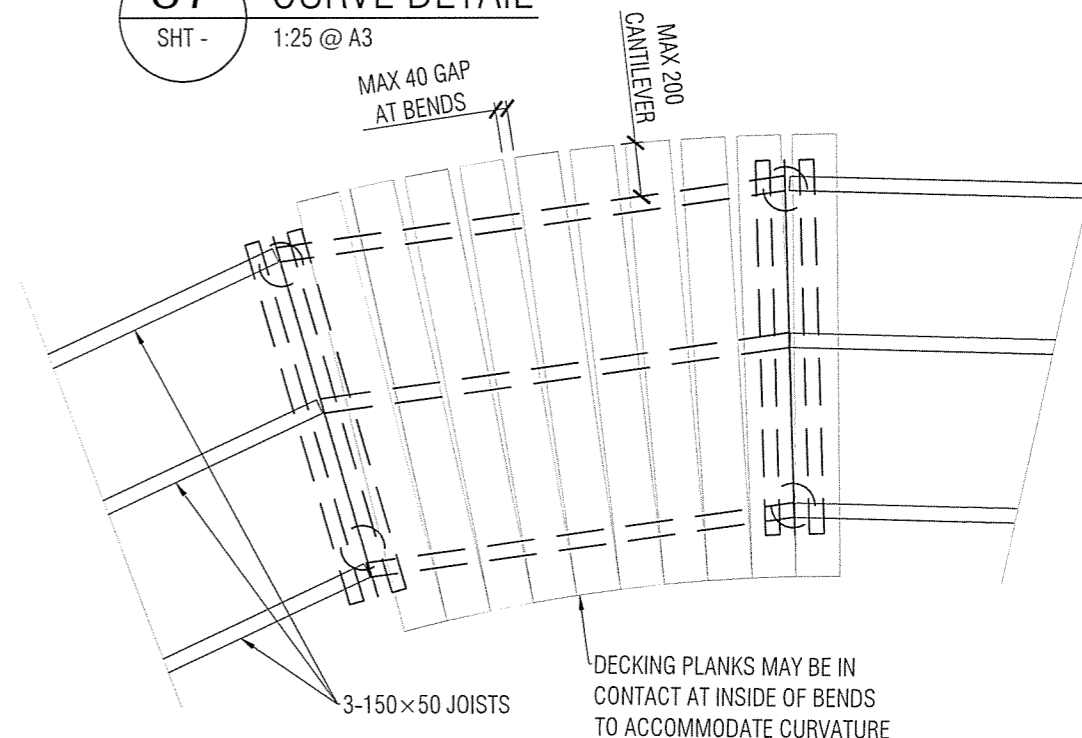 CURVE DETAIL
SHT -
1:25 @ A3
MAX 40 GAP
AT BENDS
MAX 200
CANTILEVER
3-150×50 JOISTS
DECKING PLANKS MAY BE IN
CONTACT AT INSIDE OF BENDS
TO ACCOMMODATE CURVATURE